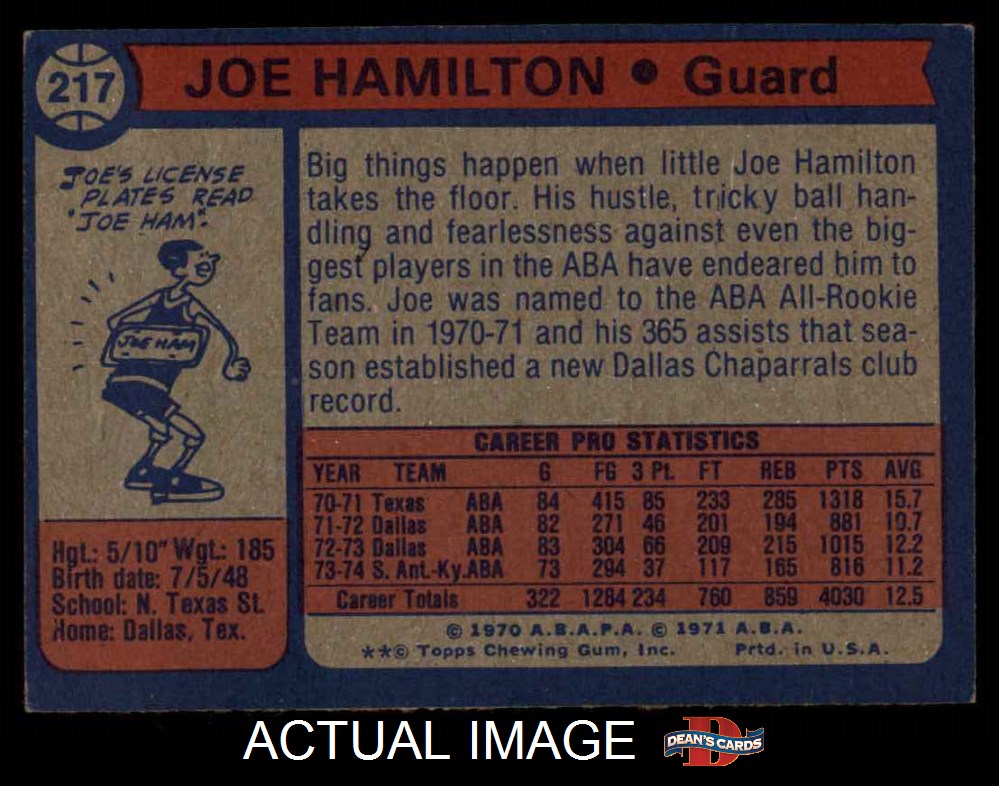 217
JOE HAMILTON • Guard
JOE'S LICENSE
PLATES READ
"JOE HAM".
JOE HAM
Hgt.: 5/10" Wgt.: 185
Birth date: 7/5/48
School: N. Texas St.
Home: Dallas, Tex.
Big things happen when little Joe Hamilton
takes the floor. His hustle, tricky ball han-
dling and fearlessness against even the big-
gest players in the ABA have endeared him to
fans. Joe was named to the ABA All-Rookie
Team in 1970-71 and his 365 assists that sea-
son established a new Dallas Chaparrals club
record.
CAREER PRO STATISTICS
YEAR TEAM G FG 3 Pt. FT REB PTS AVG.
70-71 Texas ABA 84 415 85 233 285 1318 15.7
71-72 Dallas ABA 82 271 46 201 194 881 10.7
72-73 Dallas ABA 83 304 66 209 215 1015 12.2
73-74 S. Ant.-Ky. ABA 73 294 37 117 165 816 11.2
Career Totals 322 1284 234 760 859 4030 12.5
© 1970 A.B.A.P.A. © 1971 A.B.A.
**© Topps Chewing Gum, Inc. Prtd. in U.S.A.
ACTUAL IMAGE
D
DEAN'S CARDS